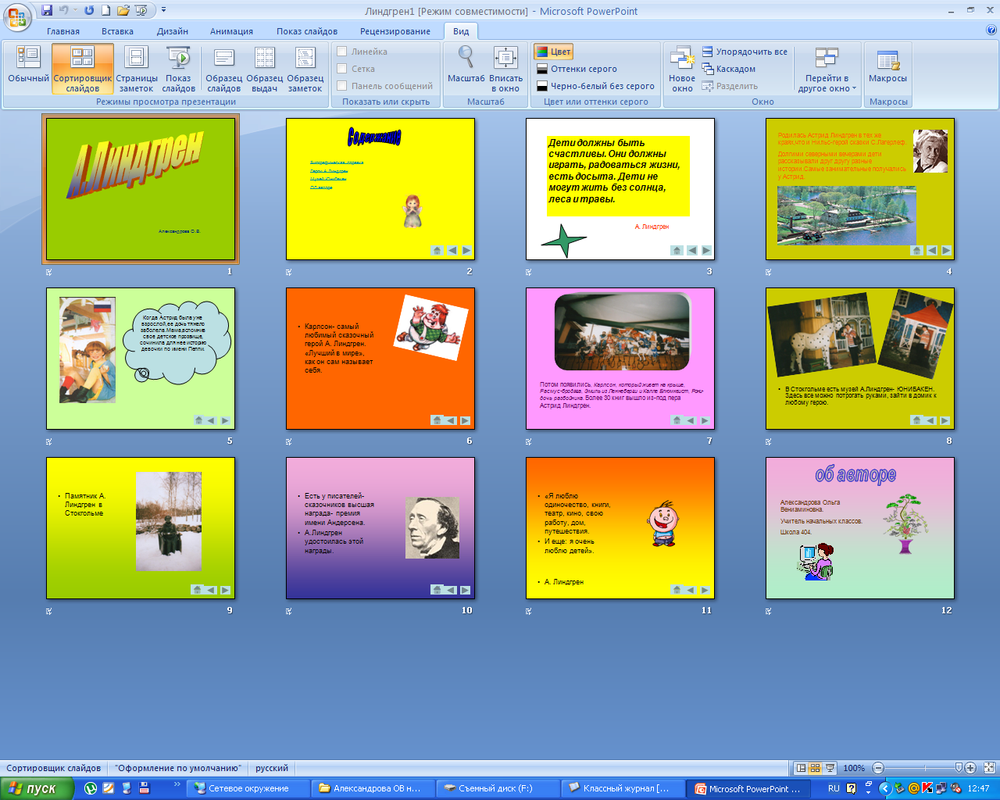 Линдгрен1 [Режим совместимости] - Microsoft PowerPoint
Главная Вставка Дизайн Анимация Показ слайдов Рецензирование Вид
Обычный
Сортировщик слайдов
Страницы заметок
Показ слайдов
Образец слайдов
Образец выдач
Образец заметок
Режимы просмотра презентации
Линейка
Сетка
Панель сообщений
Показать или скрыть
Масштаб
Вписать в окно
Масштаб
Цвет
Оттенки серого
Черно-белый без серого
Цвет или оттенки серого
Новое окно
Упорядочить все
Каскадом
Разделить
Перейти в другое окно
Окно
Макросы
Макросы
А.Линдгрен
Александрова О.В.
1
Содержание
Биографическая справка
Герои А.Линдгрен
Музей Юнибакен
Об авторе
2
Дети должны быть
счастливы. Они должны
играть, радоваться жизни,
есть досыта. Дети не
могут жить без солнца,
леса и травы.
А. Линдгрен
3
Родилась Астрид Линдгрен в тех же
краях,что и Нильс-герой сказки С.Лагерлеф.
Долгими северными вечерами дети
рассказывали друг другу разные
истории.Самые занимательные получались
у Астрид.
4
Когда Астрид была уже
взрослой,ее дочь тяжело
заболела.Мама,вспомнив
свое детское прозвище,
сочинила для нее историю
девочки по имени Пеппи.
5
• Карлсон- самый
любимый сказочный
герой А. Линдгрен.
«Лучший в мире»,
как он сам называет
себя.
6
Потом появились, Карлсон, который живет на крыше,
Расмус-бродяга, Эмиль из Леннеберги и Калле Блюмквист, Рони-
дочь разбойника. Более 30 книг вышло из-под пера
Астрид Линдгрен.
7
• В Стокгольме есть музей А.Линдгрен- ЮНИБАКЕН.
Здесь все можно потрогать руками, зайти в домик к
любому герою.
8
• Памятник А.
Линдгрен в
Стокгольме
9
• Есть у писателей-
сказочников высшая
награда- премия
имени Андерсена.
• А.Линдгрен
удостоилась этой
награды.
10
• «Я люблю
одиночество, книги,
театр, кино, свою
работу, дом,
путешествия.
• И еще: я очень
люблю детей».
• А. Линдгрен
11
об авторе
Александрова Ольга
Вениаминовна.
Учитель начальных классов.
Школа 404.
12
Сортировщик слайдов "Оформление по умолчанию" русский 100%
пуск Сетевое окружение Александрова ОВ н... Съемный диск (F:) Классный журнал [... Microsoft PowerPoint ... RU 12:47